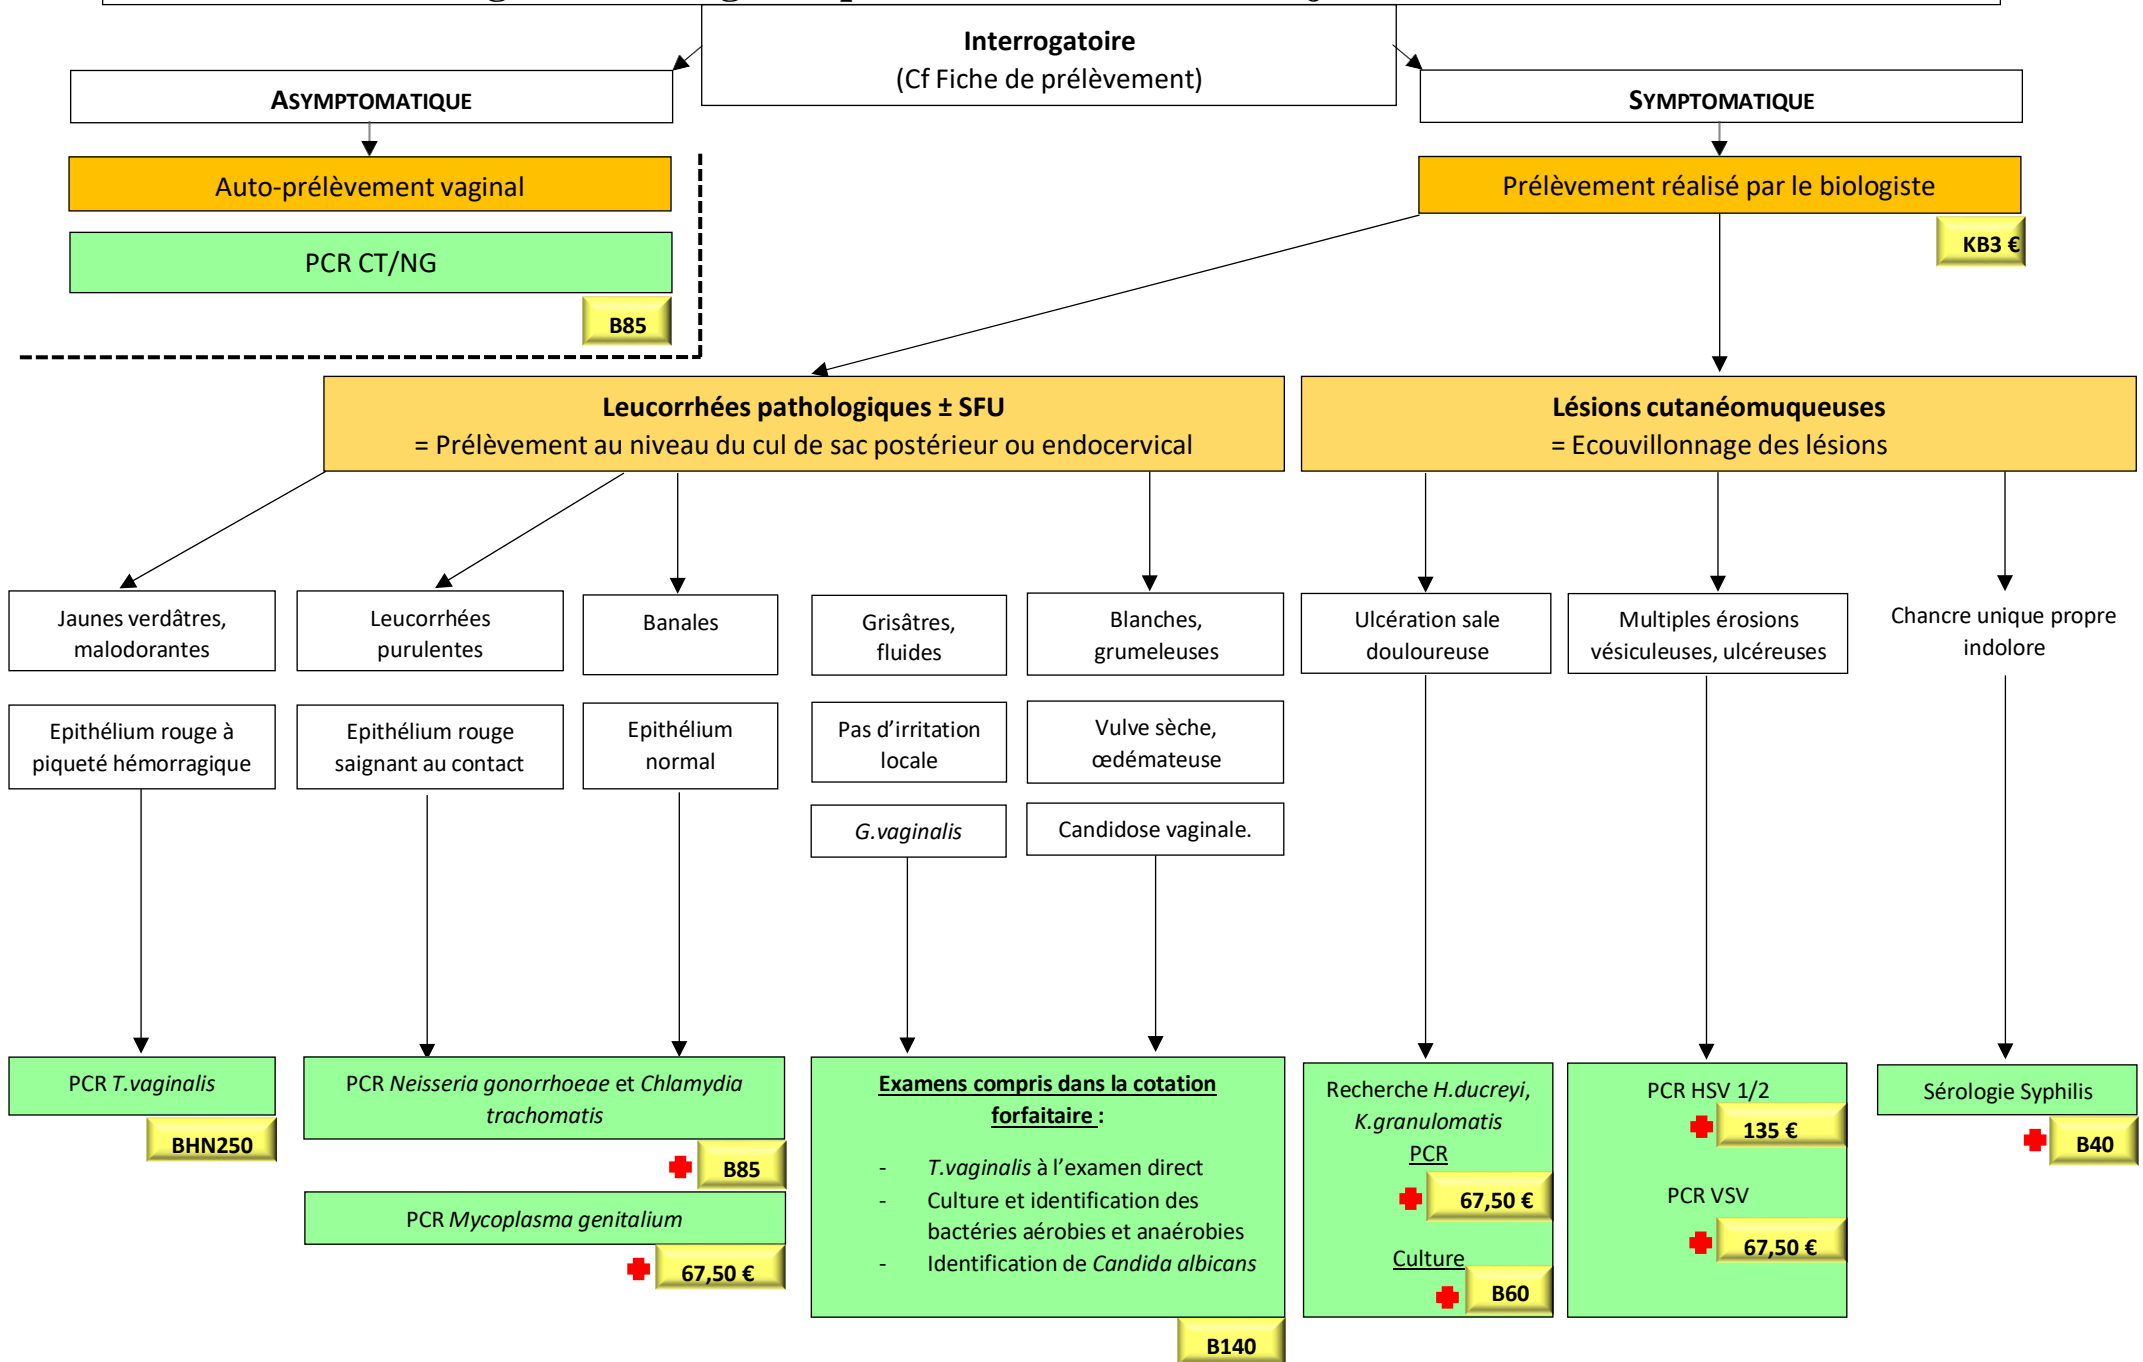 Interrogatoire
(Cf Fiche de prélèvement)
ASYMPTOMATIQUE
SYMPTOMATIQUE
Auto-prélèvement vaginal
Prélèvement réalisé par le biologiste
KB3 €
PCR CT/NG
B85
Leucorrhées pathologiques ± SFU
= Prélèvement au niveau du cul de sac postérieur ou endocervical
Lésions cutanéomuqueuses
= Ecouvillonnage des lésions
Jaunes verdâtres,
malodorantes
Leucorrhées
purulentes
Banales
Grisâtres,
fluides
Blanches,
grumeleuses
Ulcération sale
douloureuse
Multiples érosions
vésiculeuses, ulcéreuses
Chancre unique propre
indolore
Epithélium rouge à
piqueté hémorragique
Epithélium rouge
saignant au contact
Epithélium
normal
Pas d’irritation
locale
Vulve sèche,
œdémateuse
G.vaginalis
Candidose vaginale.
PCR T.vaginalis
BHN250
PCR Neisseria gonorrhoeae et Chlamydia
trachomatis
B85
PCR Mycoplasma genitalium
67,50 €
Examens compris dans la cotation
forfaitaire :
- T.vaginalis à l’examen direct
- Culture et identification des
bactéries aérobies et anaérobies
- Identification de Candida albicans
B140
Recherche H.ducreyi,
K.granulomatis
PCR
67,50 €
Culture
B60
PCR HSV 1/2
135 €
PCR VSV
67,50 €
Sérologie Syphilis
B40